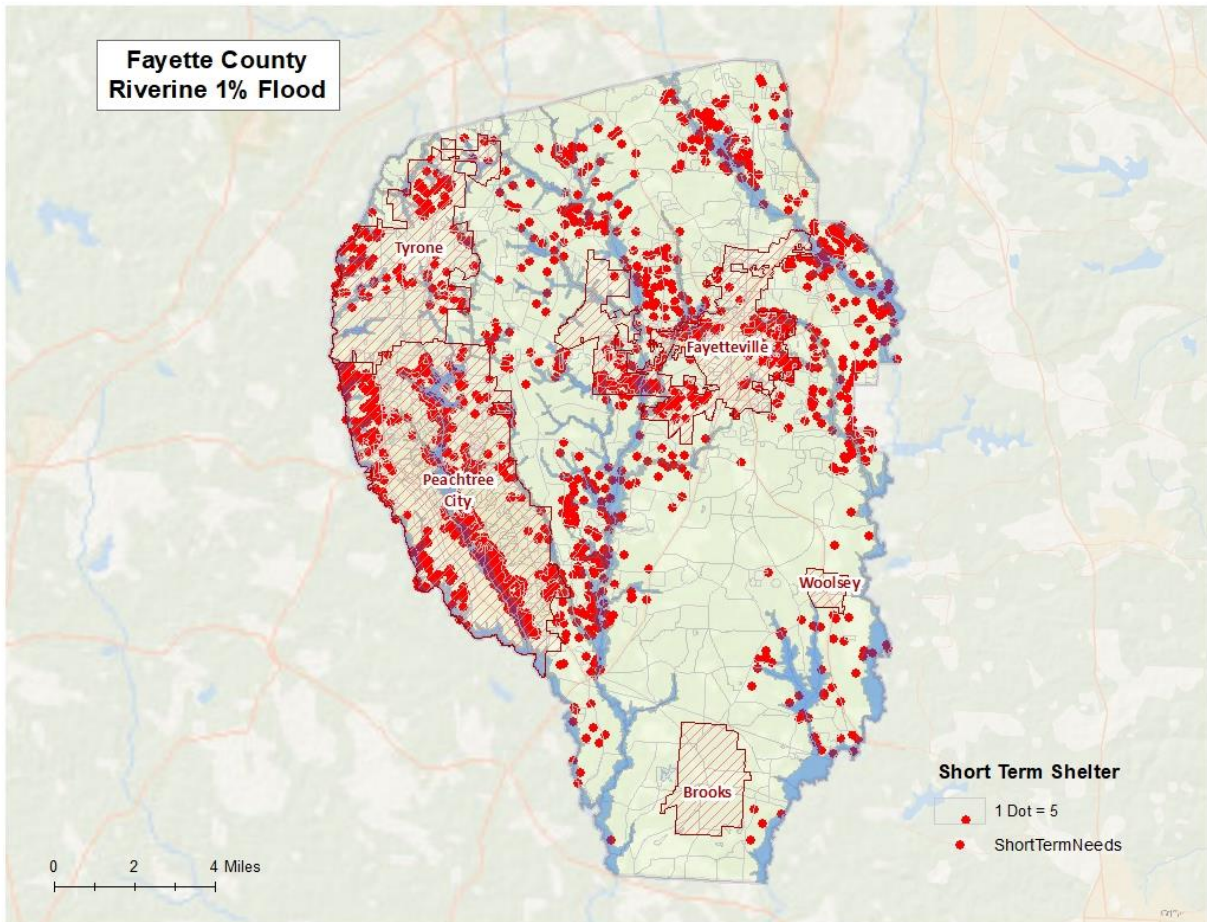 Fayette County
Riverine 1% Flood
Tyrone
Fayetteville
Peachtree
City
Woolsey
Brooks
Short Term Shelter
1 Dot = 5
ShortTermNeeds
0 2 4 Miles